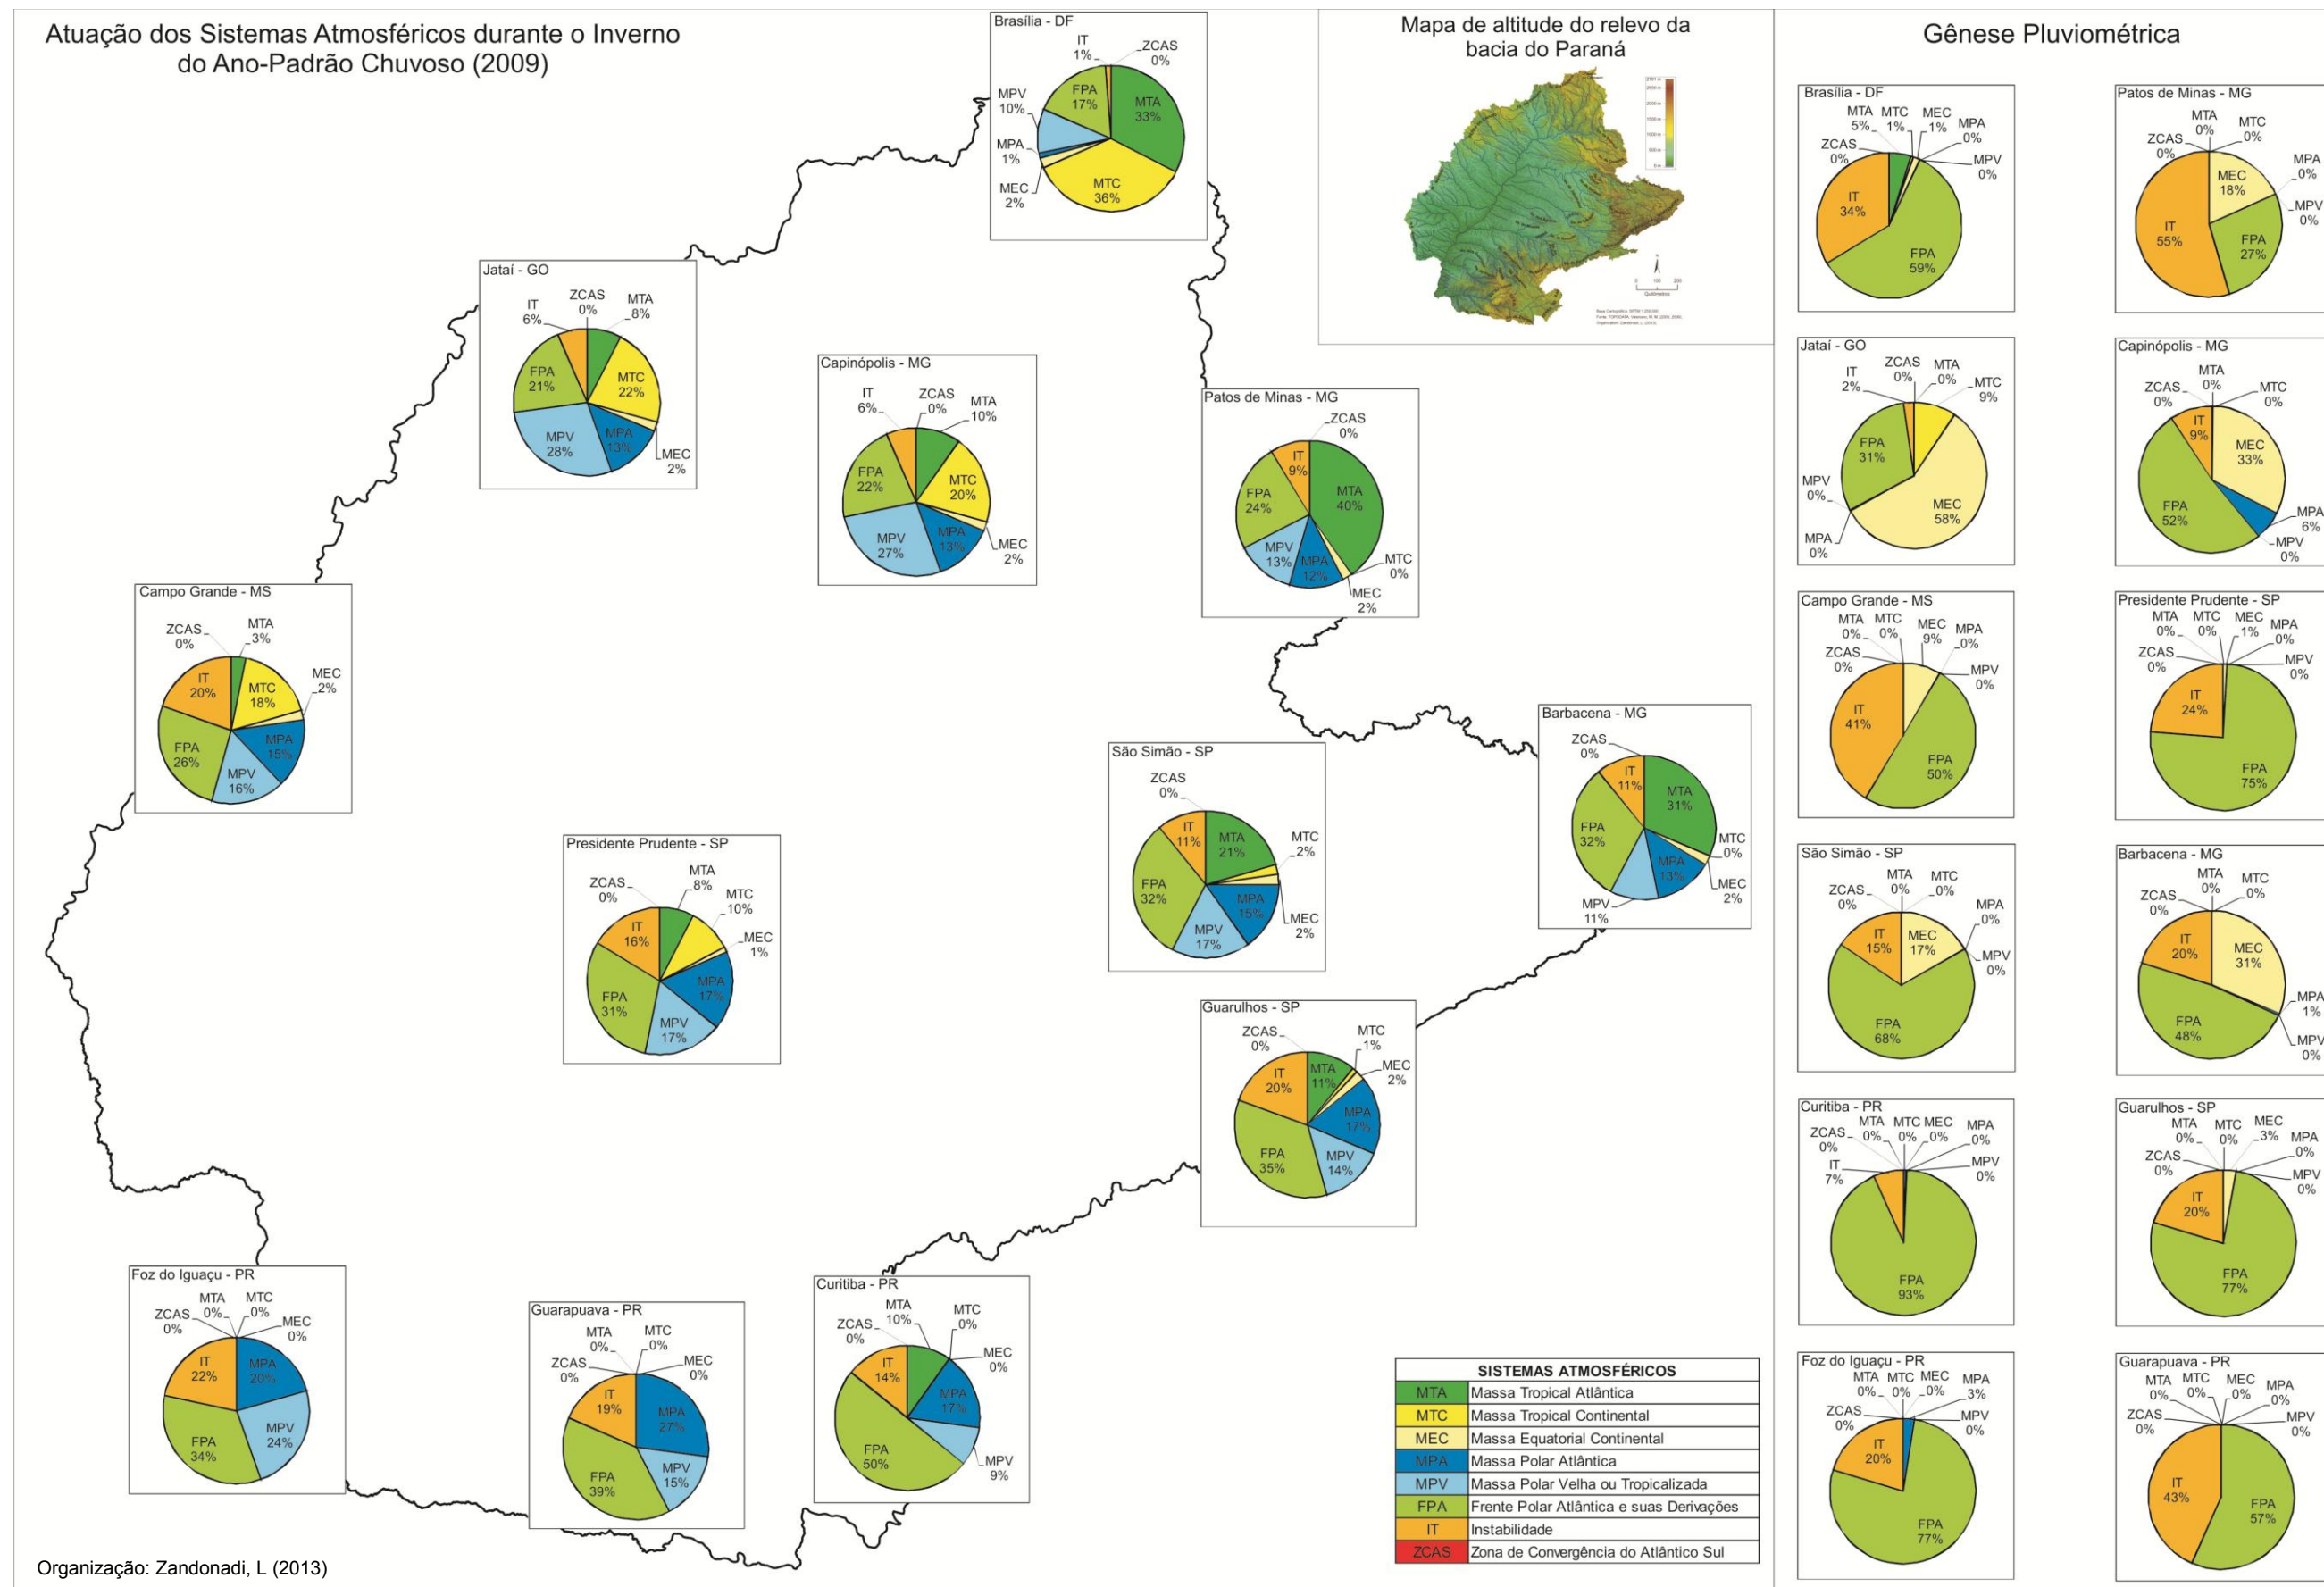 Atuação dos Sistemas Atmosféricos durante o Inverno
do Ano-Padrão Chuvoso (2009)
Brasília - DF
IT
1%
ZCAS
0%
MTA
33%
MTC
36%
MEC
2%
MPA
1%
MPV
10%
FPA
17%
Jataí - GO
IT
6%
ZCAS
0%
MTA
8%
MTC
22%
MEC
2%
MPA
13%
MPV
28%
FPA
21%
Capinópolis - MG
IT
6%
ZCAS
0%
MTA
10%
MTC
20%
MEC
2%
MPA
13%
MPV
27%
FPA
22%
Patos de Minas - MG
ZCAS
0%
IT
9%
MTA
40%
MTC
0%
MEC
2%
MPA
12%
MPV
13%
FPA
24%
Campo Grande - MS
ZCAS
0%
MTA
3%
MTC
18%
MEC
2%
MPA
15%
MPV
16%
FPA
26%
IT
20%
Barbacena - MG
ZCAS
0%
IT
11%
MTA
31%
MTC
0%
MEC
2%
MPA
13%
MPV
11%
FPA
32%
São Simão - SP
ZCAS
0%
IT
11%
MTA
21%
MTC
2%
MEC
2%
MPA
15%
MPV
17%
FPA
32%
Presidente Prudente - SP
ZCAS
0%
MTA
8%
MTC
10%
MEC
1%
MPA
17%
MPV
17%
FPA
31%
IT
16%
Guarulhos - SP
ZCAS
0%
MTC
1%
MEC
2%
MTA
11%
MPA
17%
MPV
14%
FPA
35%
IT
20%
Foz do Iguaçu - PR
MTA
0%
MTC
0%
ZCAS
0%
MEC
0%
IT
22%
MPA
20%
MPV
24%
FPA
34%
Guarapuava - PR
MTA
0%
MTC
0%
ZCAS
0%
MEC
0%
IT
19%
MPA
27%
MPV
15%
FPA
39%
Curitiba - PR
MTA
10%
MTC
0%
ZCAS
0%
MEC
0%
IT
14%
MPA
17%
MPV
9%
FPA
50%
Organização: Zandonadi, L (2013)
Mapa de altitude do relevo da
bacia do Paraná
SISTEMAS ATMOSFÉRICOS
MTA Massa Tropical Atlântica
MTC Massa Tropical Continental
MEC Massa Equatorial Continental
MPA Massa Polar Atlântica
MPV Massa Polar Velha ou Tropicalizada
FPA Frente Polar Atlântica e suas Derivações
IT Instabilidade
ZCAS Zona de Convergência do Atlântico Sul
Gênese Pluviométrica
Brasília - DF
MTA
5%
MTC
1%
MEC
1%
MPA
0%
MPV
0%
ZCAS
0%
IT
34%
FPA
59%
Patos de Minas - MG
MTA
0%
MTC
0%
ZCAS
0%
MPA
0%
MEC
18%
MPV
0%
IT
55%
FPA
27%
Jataí - GO
ZCAS
0%
MTA
0%
IT
2%
MTC
9%
FPA
31%
MPV
0%
MEC
58%
MPA
0%
Capinópolis - MG
MTA
0%
ZCAS
0%
MTC
0%
IT
9%
MEC
33%
FPA
52%
MPA
6%
MPV
0%
Campo Grande - MS
MTA
0%
MTC
0%
MEC
9%
MPA
0%
ZCAS
0%
MPV
0%
IT
41%
FPA
50%
Presidente Prudente - SP
MTA
0%
MTC
0%
MEC
1%
MPA
0%
ZCAS
0%
MPV
0%
IT
24%
FPA
75%
São Simão - SP
MTA
0%
MTC
0%
ZCAS
0%
MPA
0%
IT
15%
MEC
17%
MPV
0%
FPA
68%
Barbacena - MG
MTA
0%
MTC
0%
ZCAS
0%
IT
20%
MEC
31%
MPA
1%
FPA
48%
MPV
0%
Curitiba - PR
MTA
0%
MTC
0%
MEC
0%
MPA
0%
ZCAS
0%
IT
7%
MPV
0%
FPA
93%
Guarulhos - SP
MTA
0%
MTC
0%
MEC
3%
MPA
0%
ZCAS
0%
MPV
0%
IT
20%
FPA
77%
Foz do Iguaçu - PR
MTA
0%
MTC
0%
MEC
0%
MPA
3%
ZCAS
0%
MPV
0%
IT
20%
FPA
77%
Guarapuava - PR
MTA
0%
MTC
0%
MEC
0%
MPA
0%
ZCAS
0%
MPV
0%
IT
43%
FPA
57%